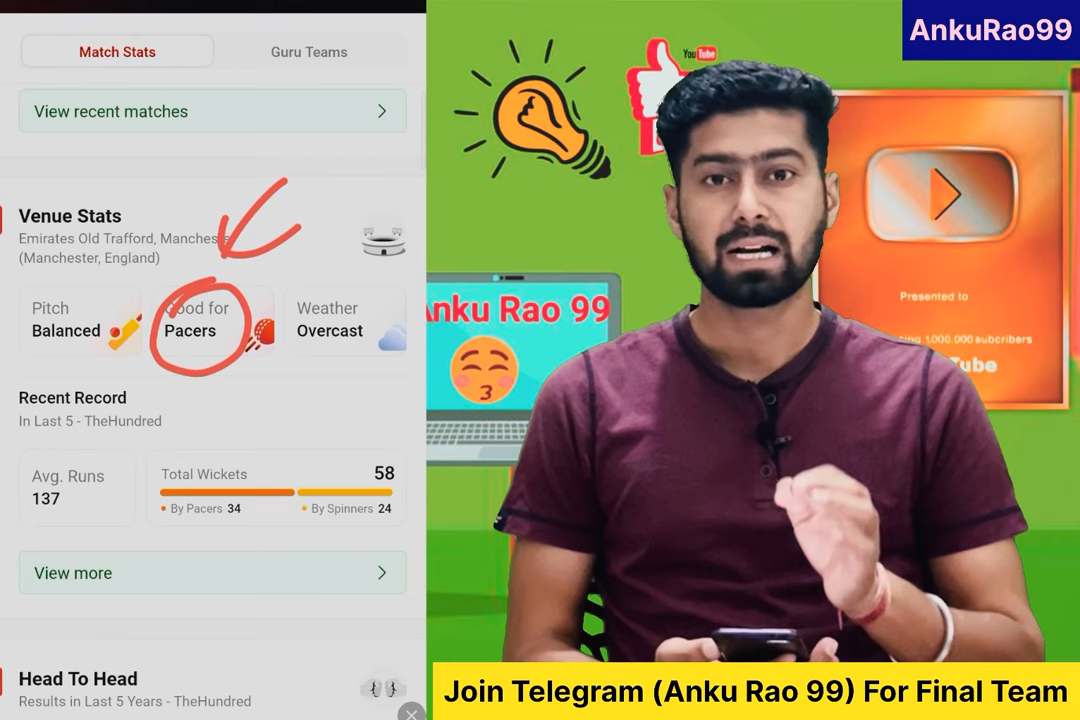 Match Stats
Guru Teams
View recent matches
Venue Stats
Emirates Old Trafford,
(Manchester, England)
Pitch
Balanced
for
Pacers
Weather
Overcast
Recent Record
In Last 5 - TheHundred
Avg. Runs
137
Total Wickets
58
By Pacers 34
By Spinners 24
View more
Head To Head
Results in Last 5 Years - TheHundred
AnkuRao99
You Tube
Anku Rao 99
Presented to
1,000.000 subcribers
Join Telegram (Anku Rao 99) For Final Team